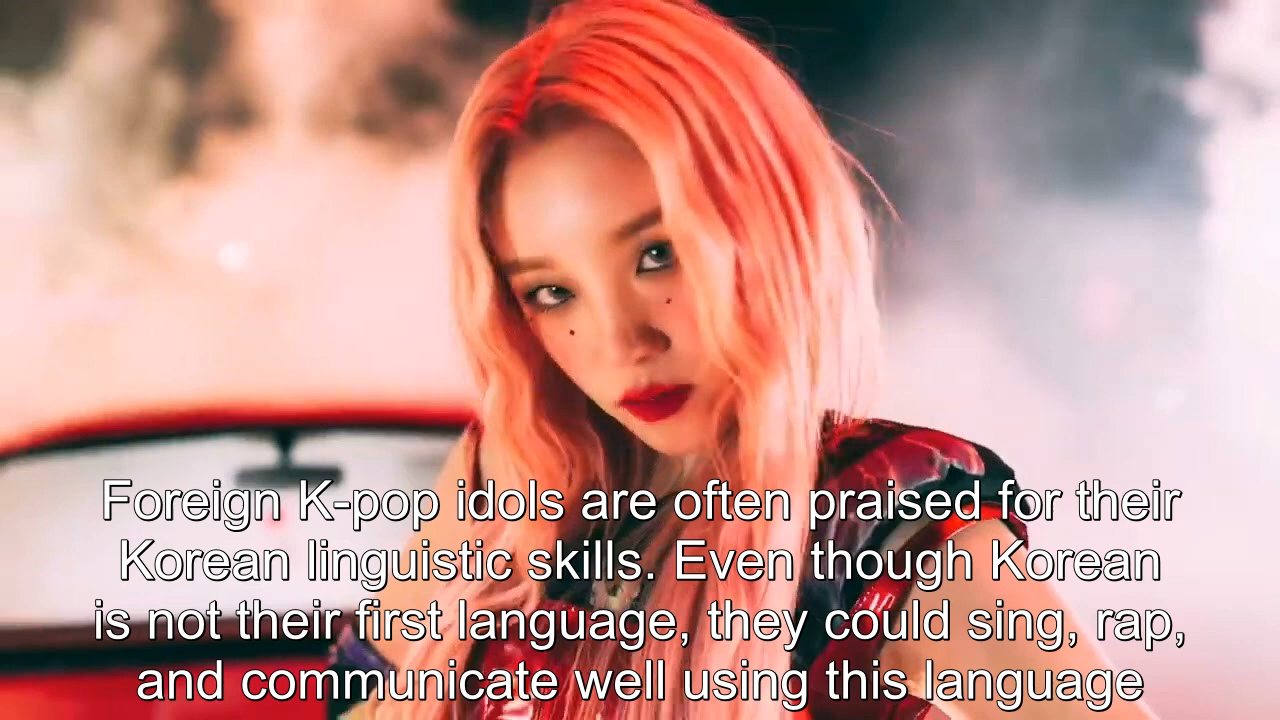 Foreign K-pop idols are often praised for their
Korean linguistic skills. Even though Korean
is not their first language, they could sing, rap,
and communicate well using this language